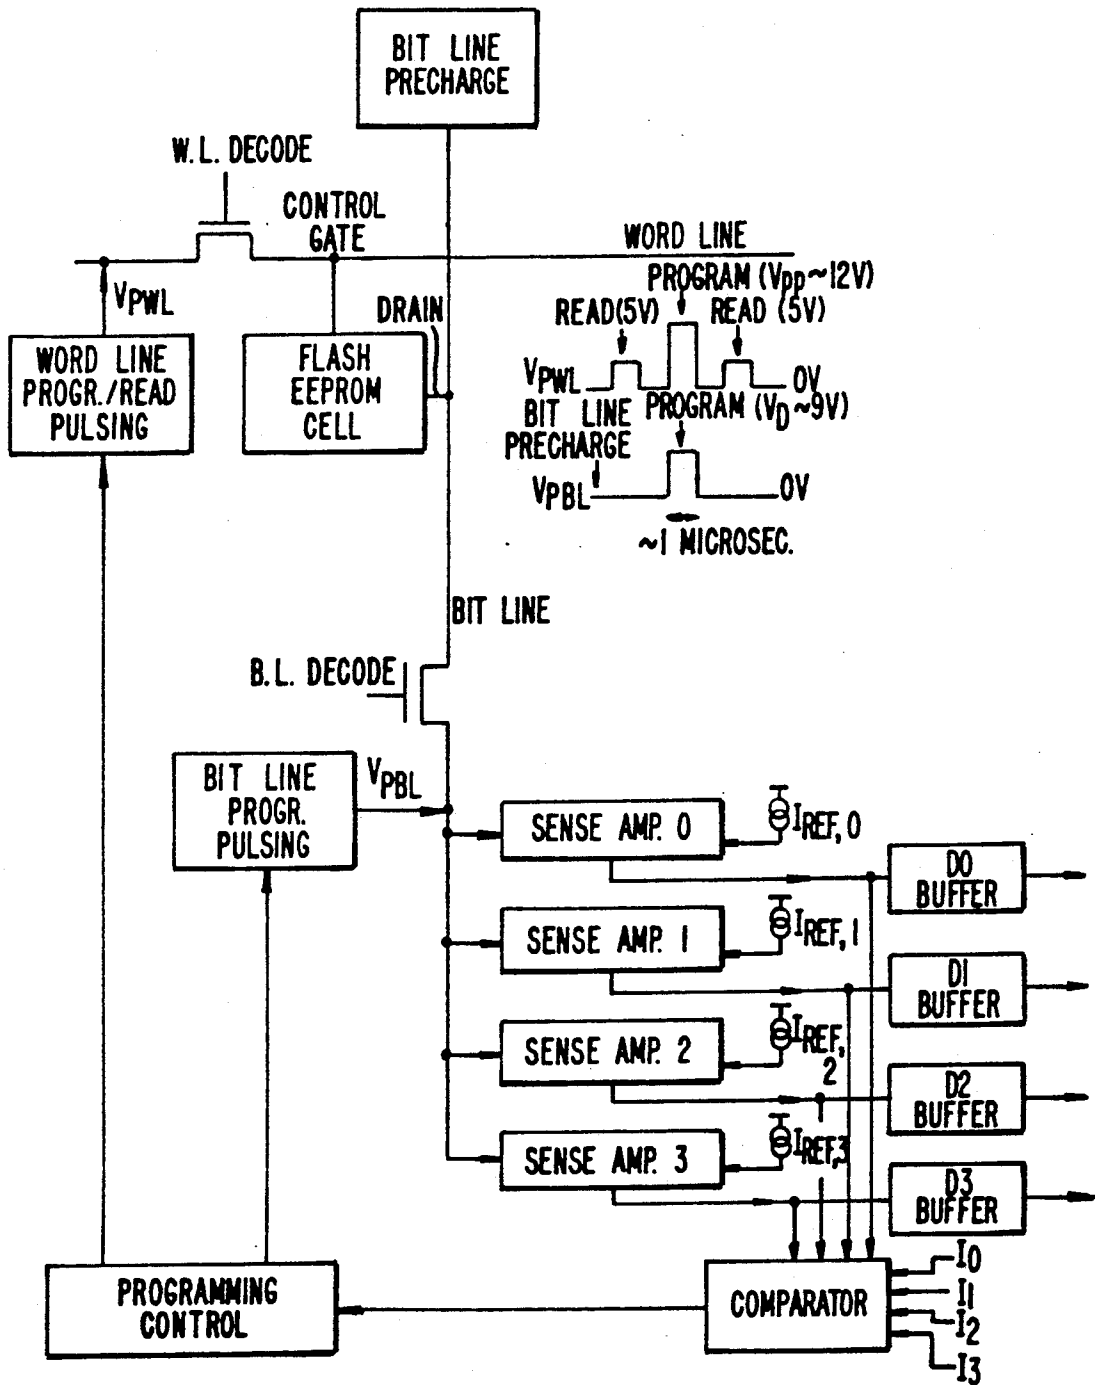 BIT LINE
PRECHARGE
W.L. DECODE
CONTROL
GATE
WORD LINE
VPWL
DRAIN
PROGRAM (Vpp~12V)
READ(5V)
READ (5V)
WORD LINE
PROGR./READ
PULSING
FLASH
EEPROM
CELL
VPWL
0V
BIT LINE
PRECHARGE
PROGRAM (VD~9V)
VPBL
0V
~1 MICROSEC.
BIT LINE
B.L. DECODE
BIT LINE
PROGR.
PULSING
VPBL
SENSE AMP. 0
IREF, 0
D0
BUFFER
SENSE AMP. 1
IREF, 1
D1
BUFFER
SENSE AMP. 2
IREF, 2
D2
BUFFER
SENSE AMP. 3
IREF,3
D3
BUFFER
PROGRAMMING
CONTROL
COMPARATOR
I0
I1
I2
I3